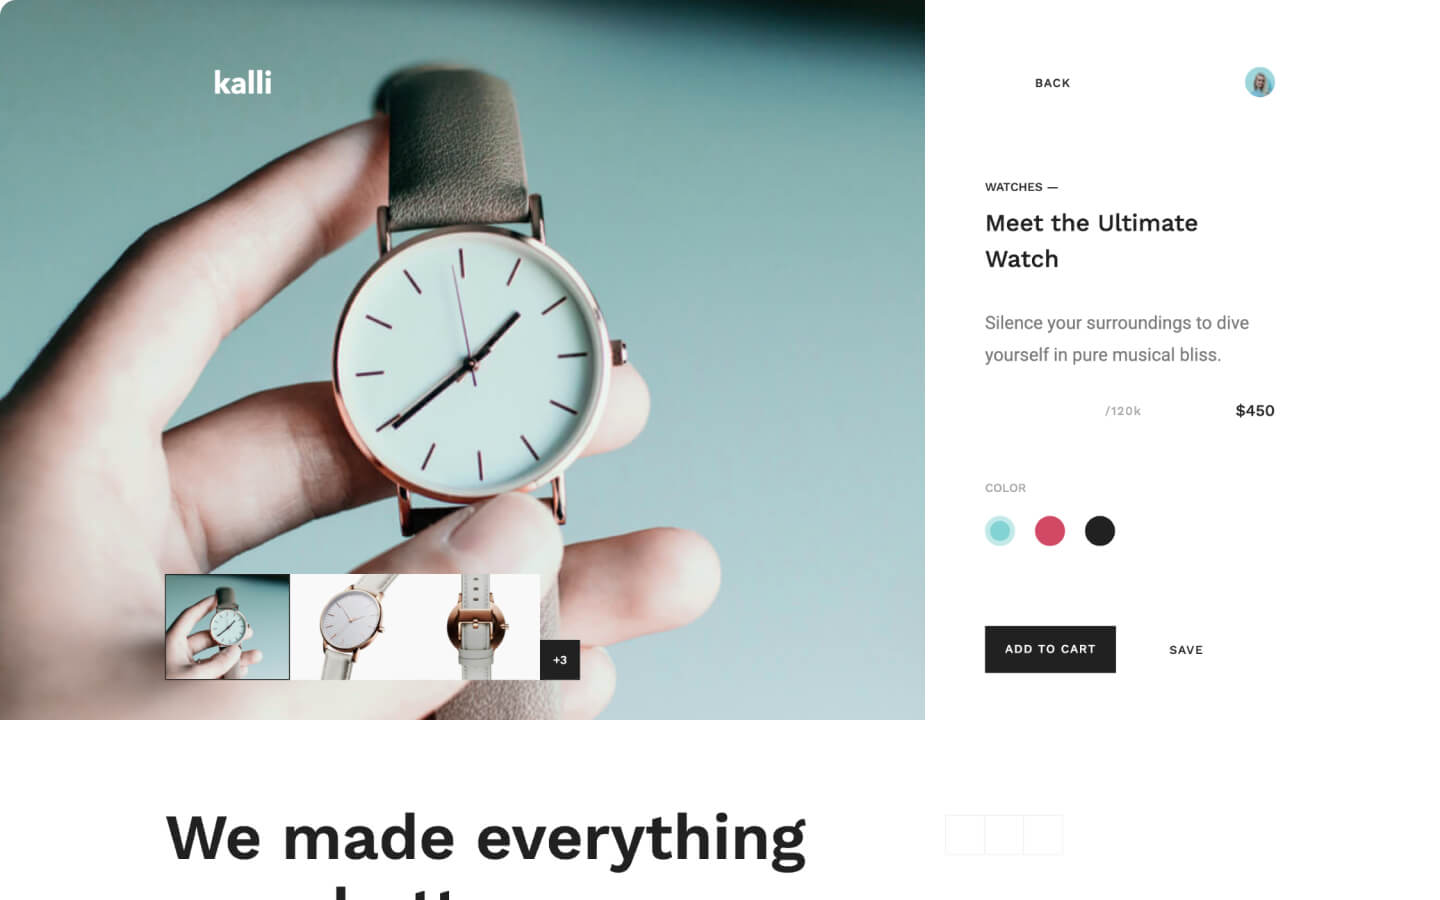 kalli
BACK
WATCHES —
Meet the Ultimate
Watch
Silence your surroundings to dive
yourself in pure musical bliss.
/120k
$450
COLOR
ADD TO CART
SAVE
+3
We made everything